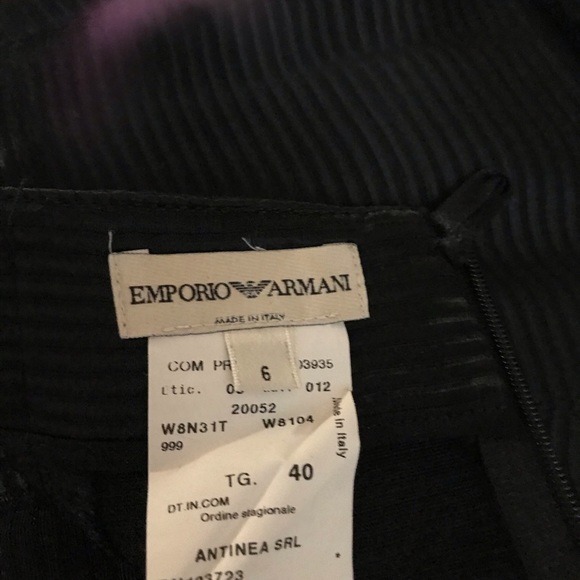 EMPORIO ARMANI
MADE IN ITALY
6
COM PR 03935
Etic. 0 012
20052
W8N31T W8104
999
Made in Italy
TG. 40
DT.IN.COM
Ordine stagionale
ANTINEA SRL